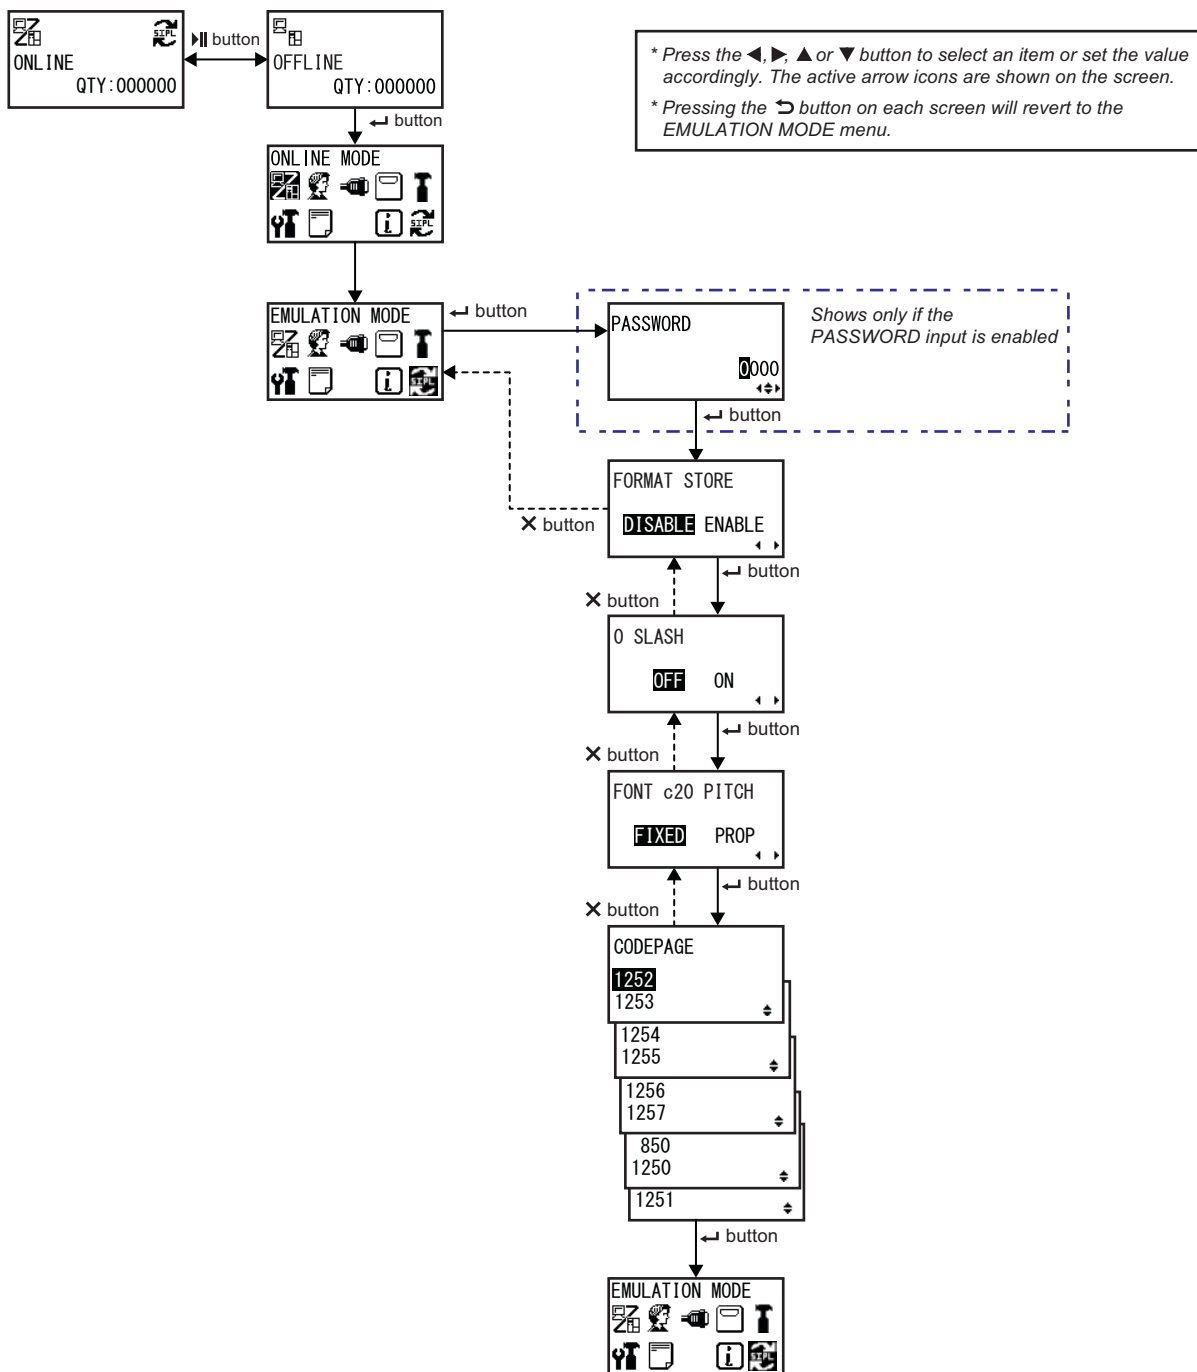 SIPL
ONLINE
QTY:000000
button
OFFLINE
QTY:000000
* Press the ◀, ▶, ▲ or ▼ button to select an item or set the value
accordingly. The active arrow icons are shown on the screen.
* Pressing the ⮌ button on each screen will revert to the
EMULATION MODE menu.
↵ button
ONLINE MODE
i
SIPL
EMULATION MODE
i
SIPL
↵ button
PASSWORD
0000
Shows only if the
PASSWORD input is enabled
↵ button
FORMAT STORE
DISABLE ENABLE
✕ button
↵ button
✕ button
0 SLASH
OFF ON
↵ button
✕ button
FONT c20 PITCH
FIXED PROP
↵ button
✕ button
CODEPAGE
1252
1253
1254
1255
1256
1257
850
1250
1251
↵ button
EMULATION MODE
i
SIPL